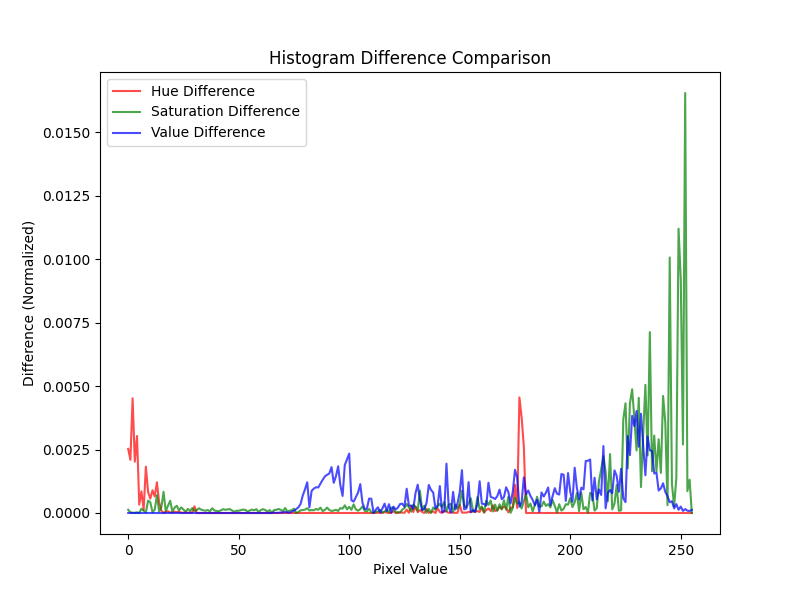 Histogram Difference Comparison
Hue Difference
Saturation Difference
Value Difference
0.0150
0.0125
0.0100
0.0075
0.0050
0.0025
0.0000
Difference (Normalized)
0 50 100 150 200 250
Pixel Value